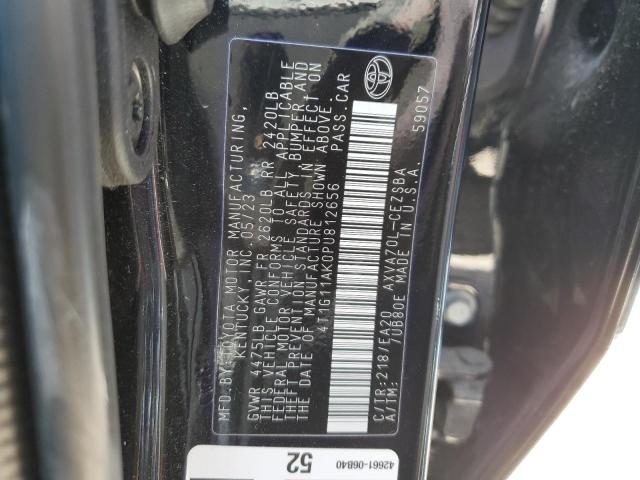 MFD.BY:TOYOTA MOTOR MANUFACTURING,
KENTUCKY, INC. 05/23
GVWR 4475LB GAWR FR 2620LB RR 2420LB
THIS VEHICLE CONFORMS TO ALL APPLICABLE
FEDERAL MOTOR VEHICLE SAFETY BUMPER, AND
THEFT PREVENTION STANDARDS IN EFFECT ON
THE DATE OF MANUFACTURE SHOWN ABOVE.
4T1G11AK0PU812656 PASS.CAR
C/TR:218/EA20 AXVA70L-CEZSBA 59057
A/TM: 7UB80E MADE IN U.S.A.
52
42661-06B40